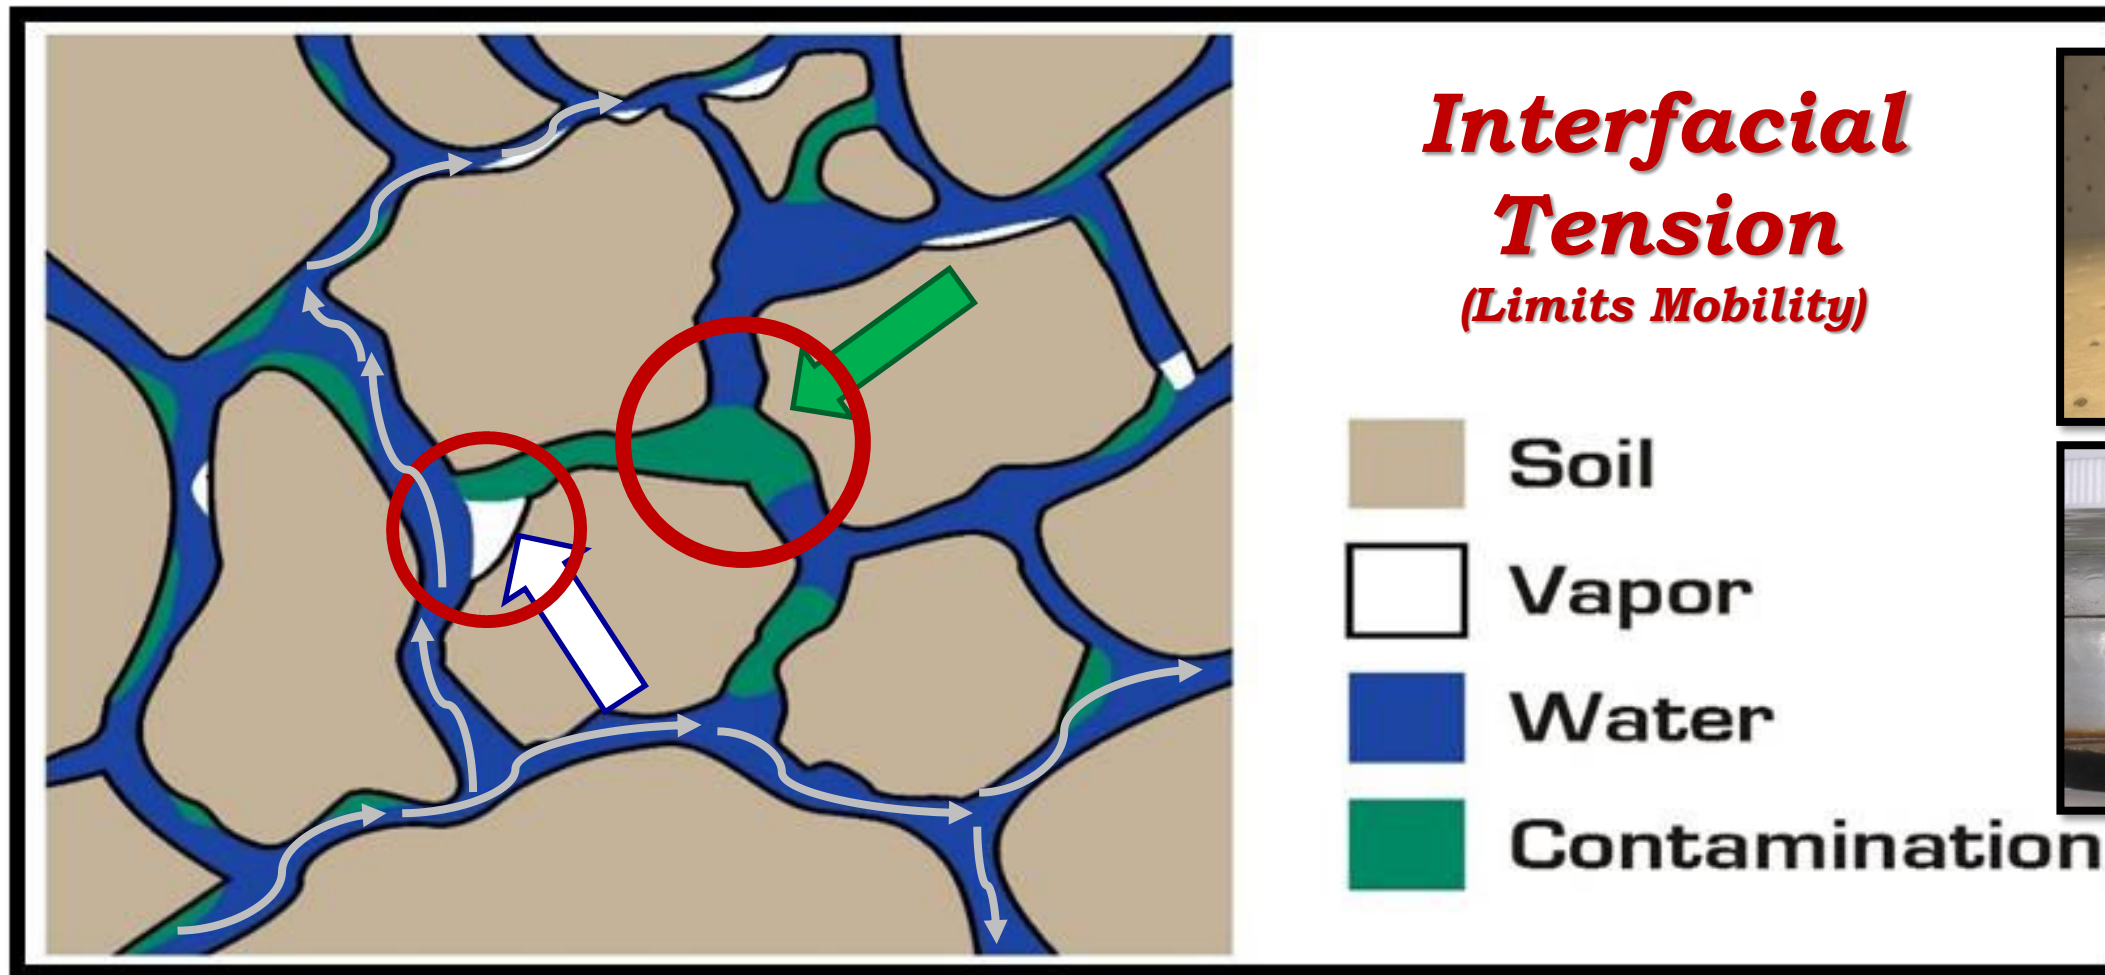 Interfacial
Tension
(Limits Mobility)
Soil
Vapor
Water
Contamination